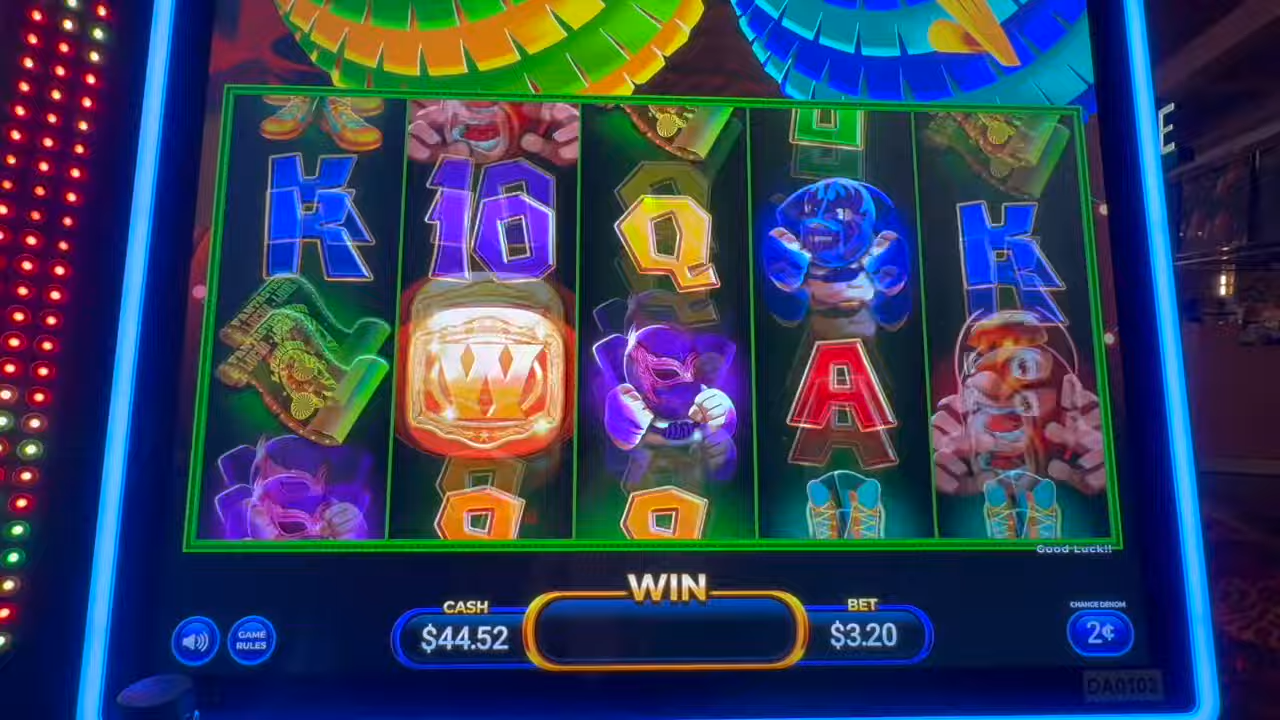 E
K
10
Q
K
W
A
Good Luck!!
WIN
CASH
$44.52
BET
$3.20
CHANGE DENOM
2¢
GAME
RULES
DA0102